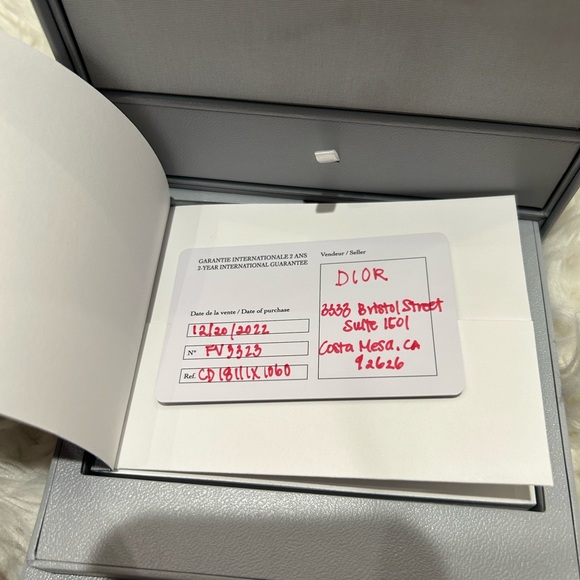 GARANTIE INTERNATIONALE 2 ANS
2-YEAR INTERNATIONAL GUARANTEE
Date de la vente / Date of purchase
12/20/2022
N° FV3323
Ref. CD18111X1060
Vendeur / Seller
DIOR
3333 Bristol Street
Suite 1501
Costa Mesa, CA
92626